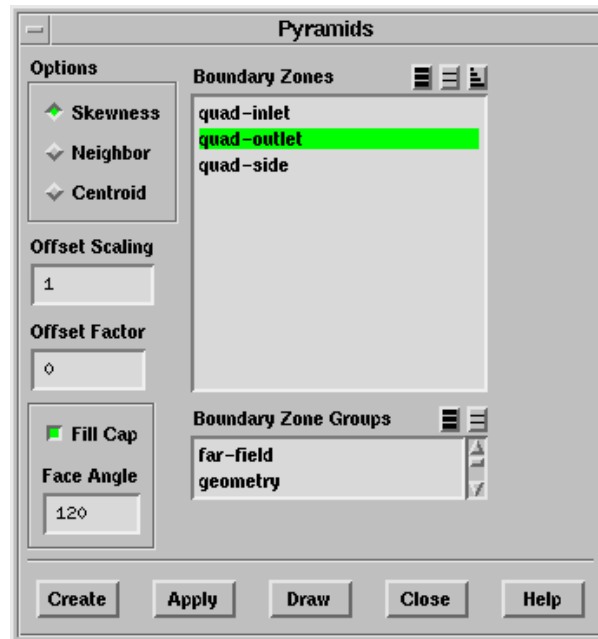 Pyramids
Options
Skewness
Neighbor
Centroid
Offset Scaling
1
Offset Factor
0
Fill Cap
Face Angle
120
Boundary Zones
quad-inlet
quad-outlet
quad-side
Boundary Zone Groups
far-field
geometry
Create Apply Draw Close Help